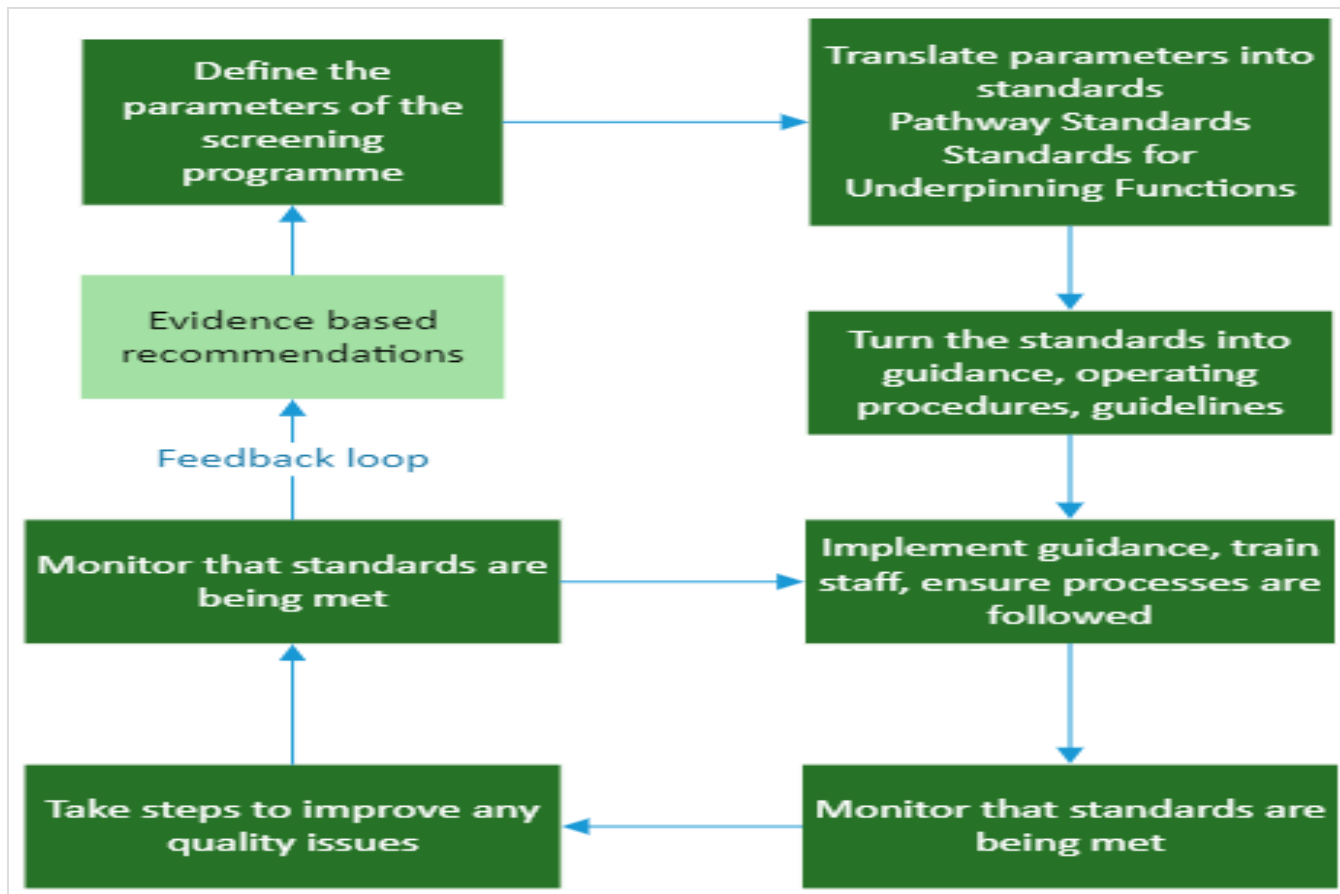 Define the
parameters of the
screening
programme
Translate parameters into
standards
Pathway Standards
Standards for
Underpinning Functions
Evidence based
recommendations
Turn the standards into
guidance, operating
procedures, guidelines
Feedback loop
Monitor that standards are
being met
Implement guidance, train
staff, ensure processes are
followed
Take steps to improve any
quality issues
Monitor that standards are
being met